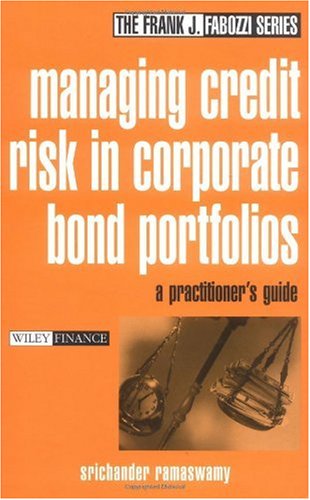 THE FRANK J. FABOZZI SERIES
managing credit
risk in corporate
bond portfolios
a practitioner's guide
WILEY FINANCE
srichander ramaswamy